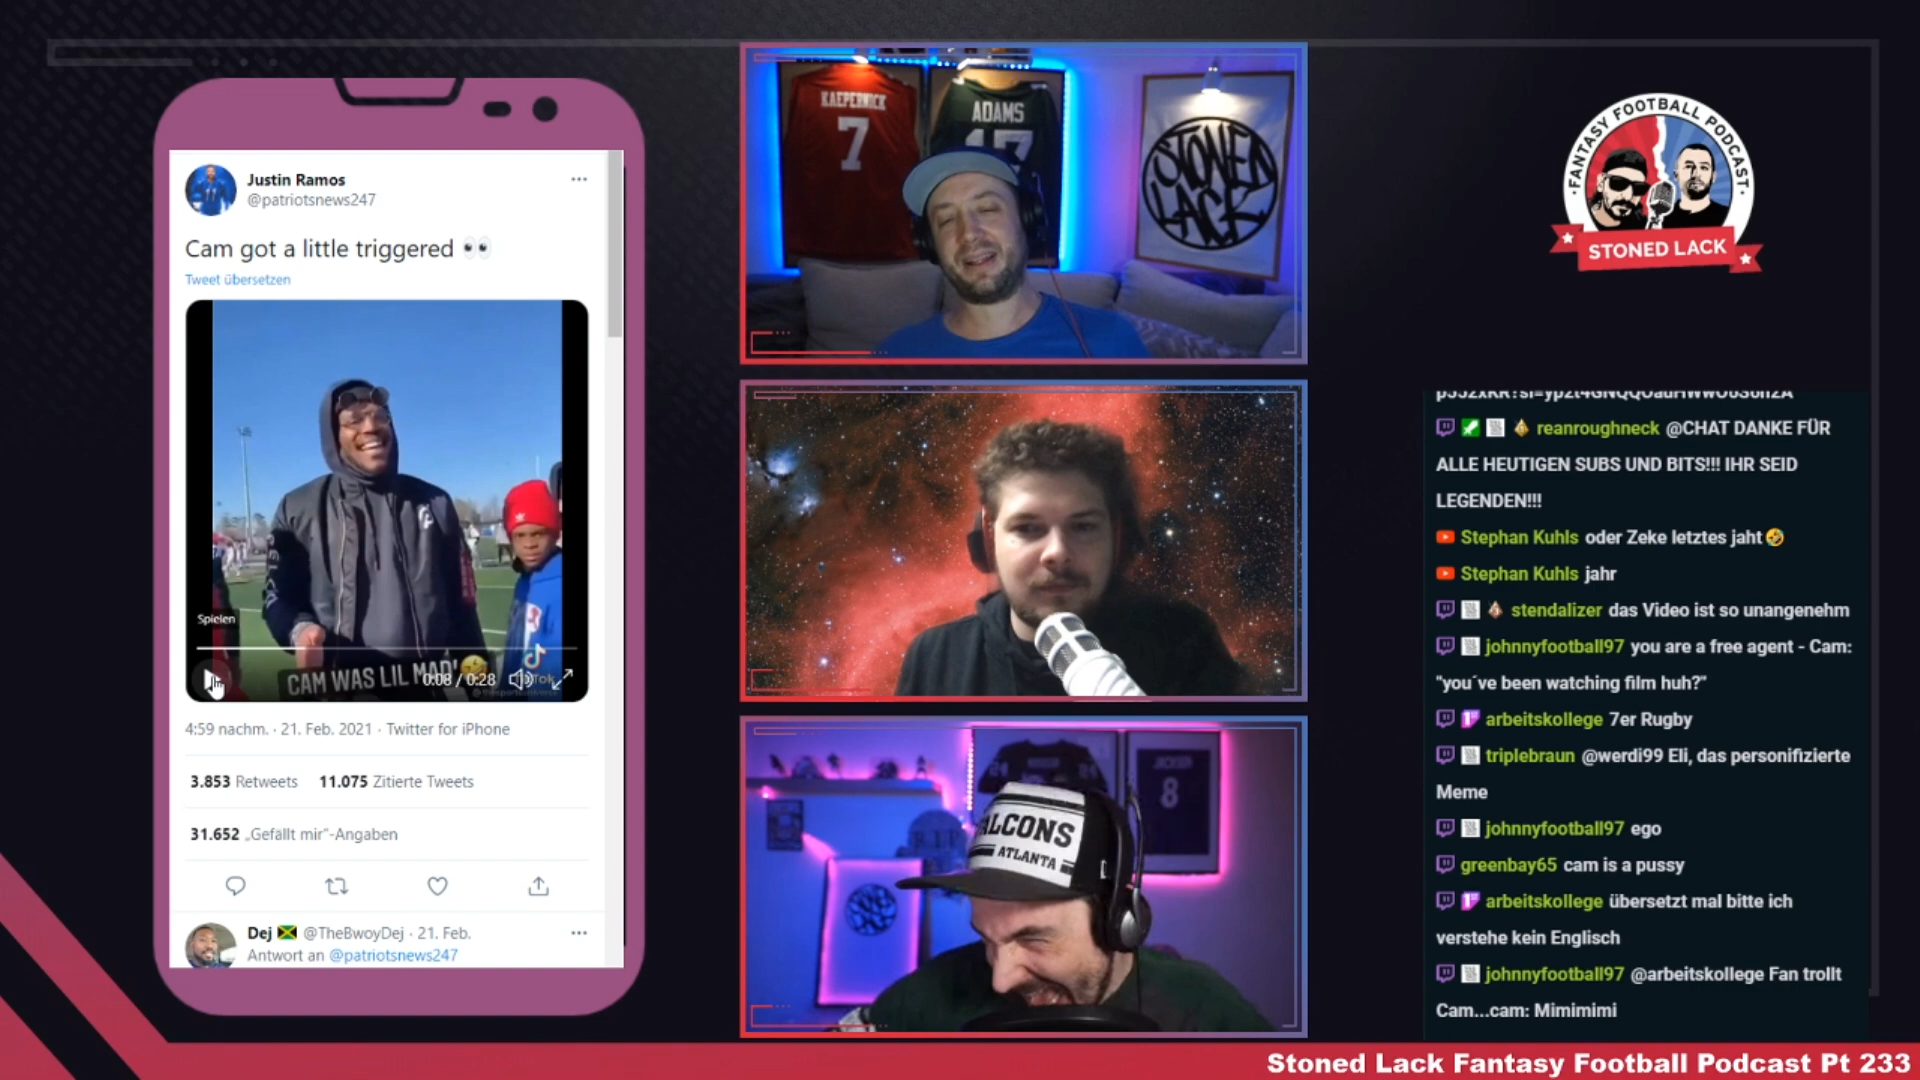 Justin Ramos
@patriotsnews247
Cam got a little triggered 👀
Tweet übersetzen
Spielen
CAM WAS LIL MAD'🤣
0:08 / 0:28
4:59 nachm. · 21. Feb. 2021 · Twitter for iPhone
3.853 Retweets 11.075 Zitierte Tweets
31.652 „Gefällt mir“-Angaben
Dej 🇯🇲 @TheBwoyDej · 21. Feb.
Antwort an @patriotsnews247
KAEPERNICK
7
ADAMS
17
STONED
LACK
JACKSON
8
FALCONS
ATLANTA
·FANTASY FOOTBALL PODCAST·
STONED LACK
reanroughneck @CHAT DANKE FÜR
ALLE HEUTIGEN SUBS UND BITS!!! IHR SEID
LEGENDEN!!!
Stephan Kuhls oder Zeke letztes jaht🤣
Stephan Kuhls jahr
stendalizer das Video ist so unangenehm
johnnyfootball97 you are a free agent - Cam:
"you´ve been watching film huh?"
arbeitskollege 7er Rugby
triplebraun @werdi99 Eli, das personifizierte
Meme
johnnyfootball97 ego
greenbay65 cam is a pussy
arbeitskollege übersetzt mal bitte ich
verstehe kein Englisch
johnnyfootball97 @arbeitskollege Fan trollt
Cam...cam: Mimimimi
Stoned Lack Fantasy Football Podcast Pt 233